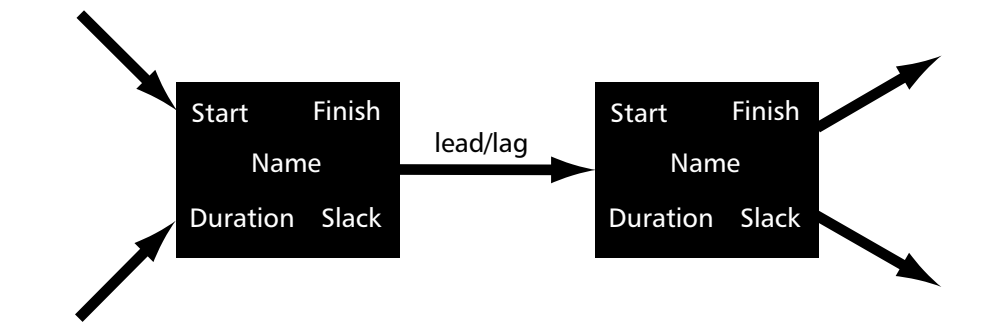 Start Finish
Name
Duration Slack
lead/lag
Start Finish
Name
Duration Slack